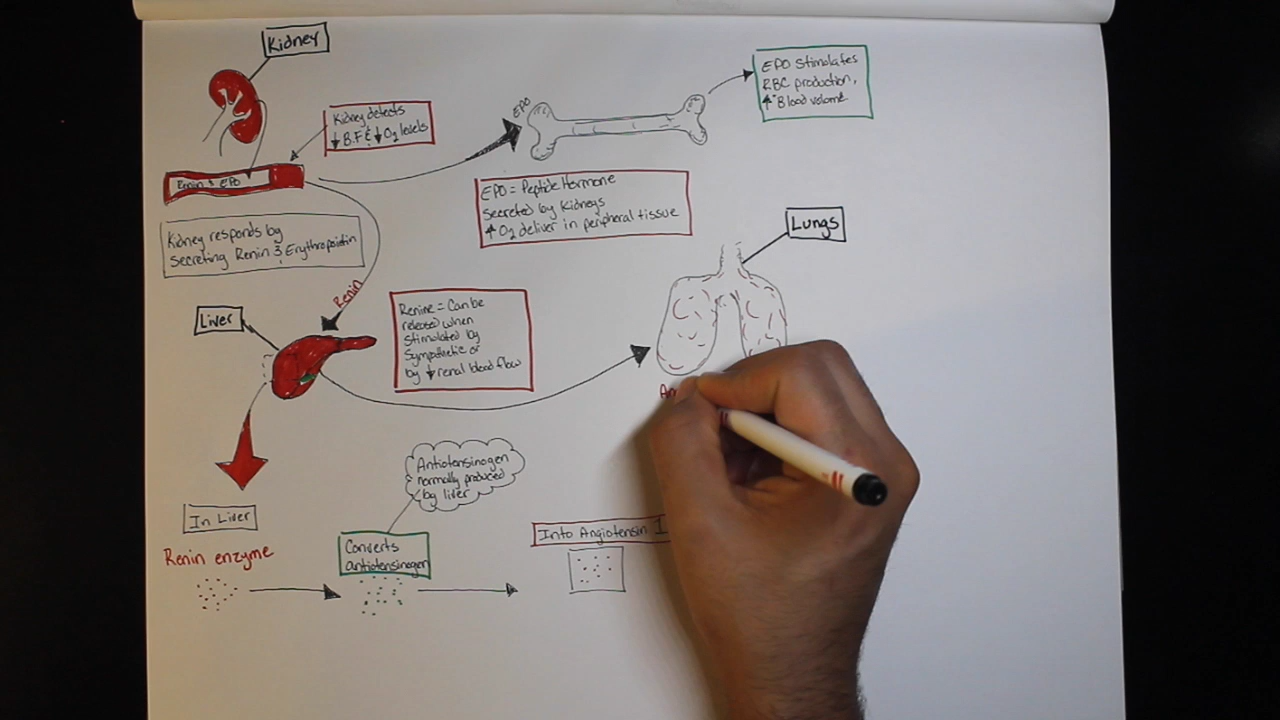 Kidney
Kidney detects
↓ B.F & ↓ O2 levels
Renin & EPO
Kidney responds by
Secreting Renin & Erythropoietin
EPO
EPO Stimulates
RBC production,
↑ Blood volume
EPO = Peptide Hormone
Secreted by Kidneys
↑ O2 deliver in peripheral tissue
Lungs
Renin
Liver
Renine = Can be
released when
Stimulated by
Sympathetic or
by ↓ renal blood flow
An
Antiotensinogen
normally produced
by liver
In Liver
Renin enzyme
Converts
Antiotensinogen
Into Angiotensin I